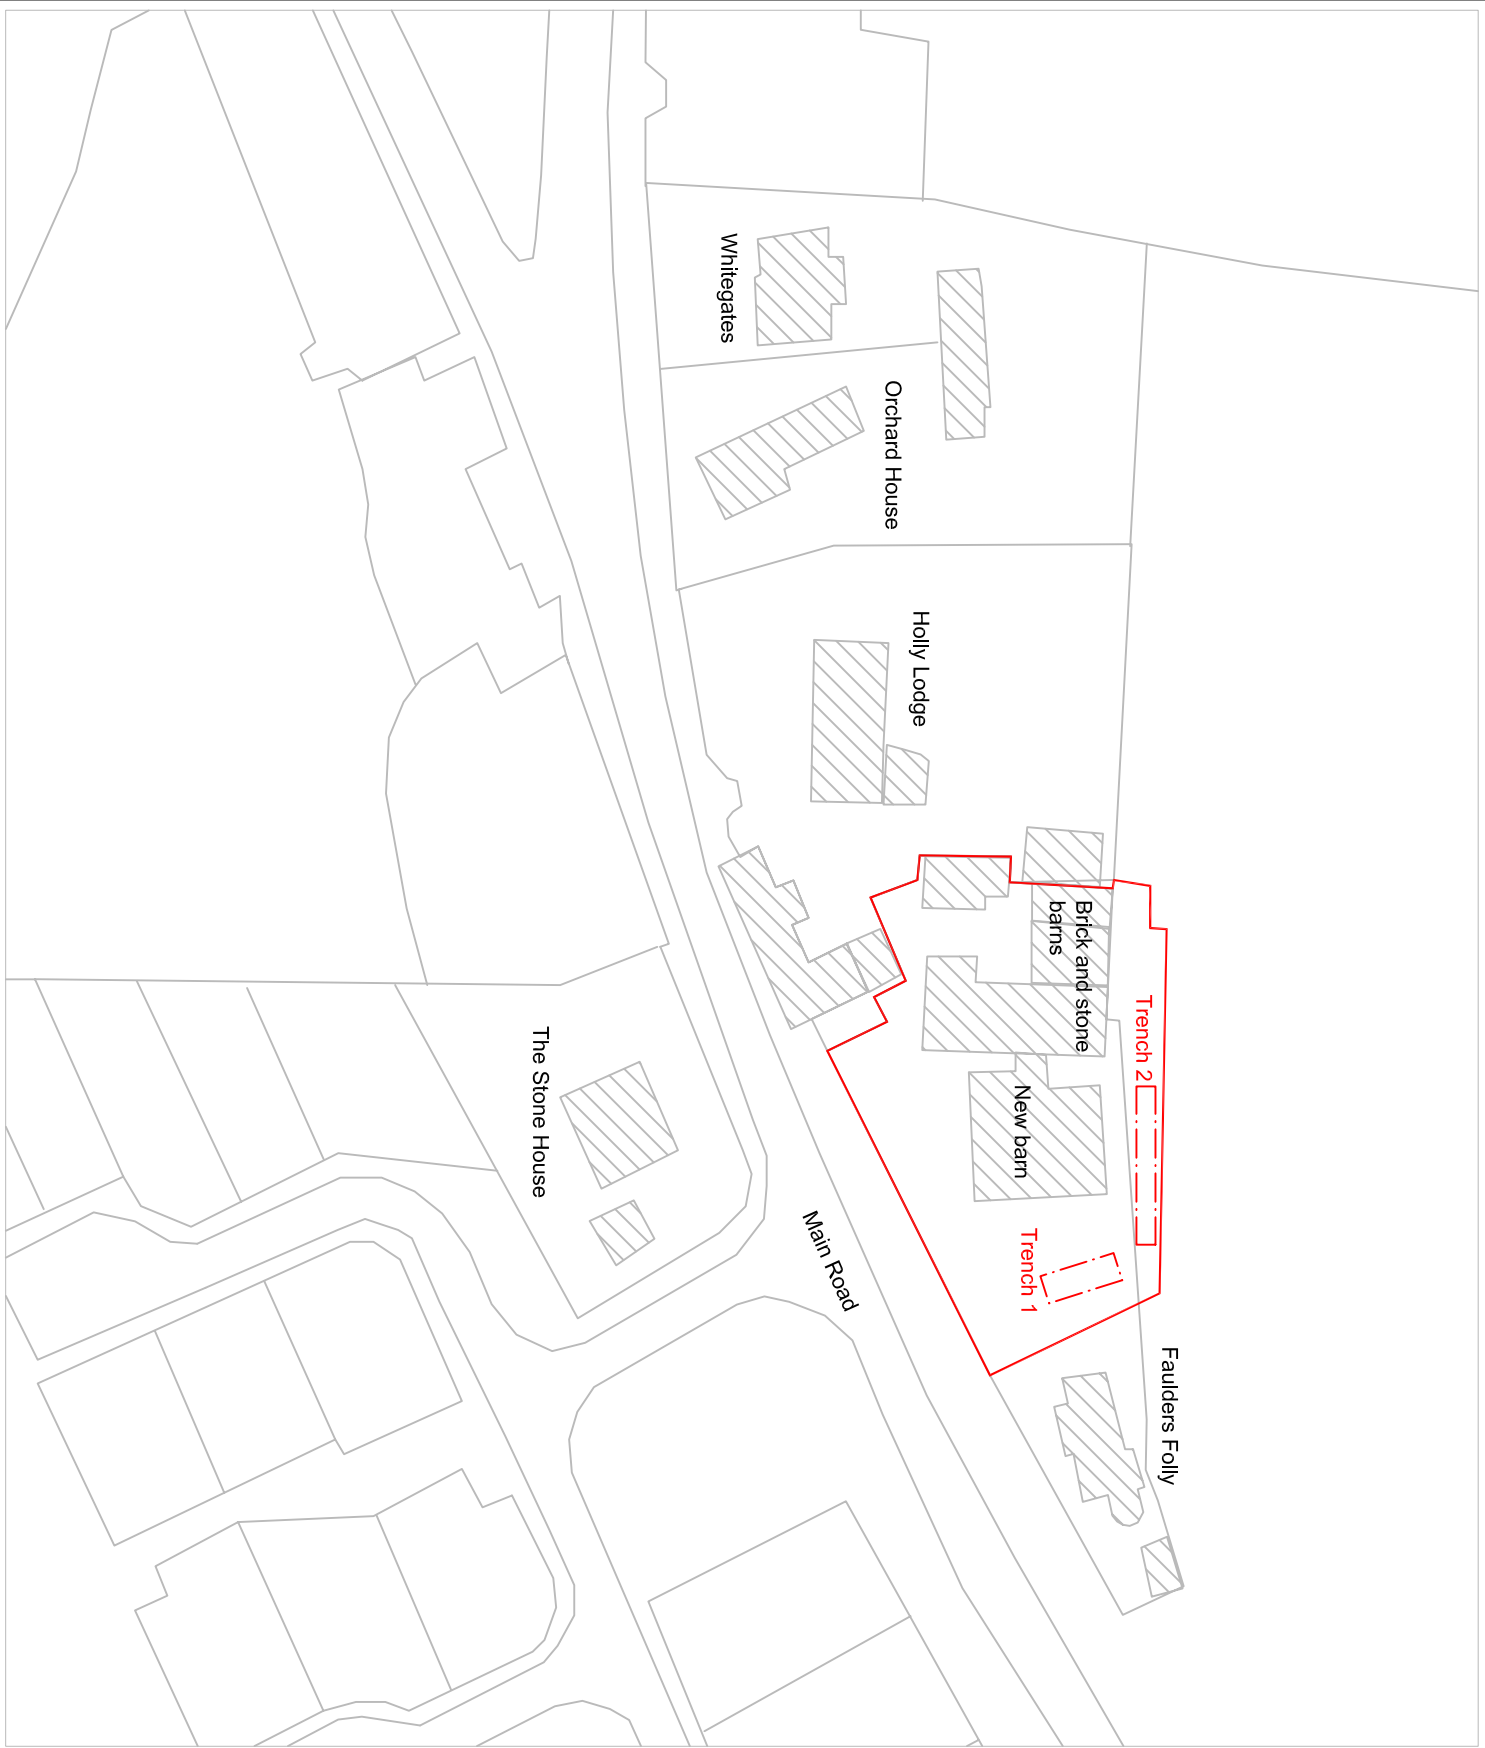 Whitegates
Orchard House
Holly Lodge
Brick and stone
barns
Trench 2
New barn
Trench 1
The Stone House
Main Road
Faulders Folly